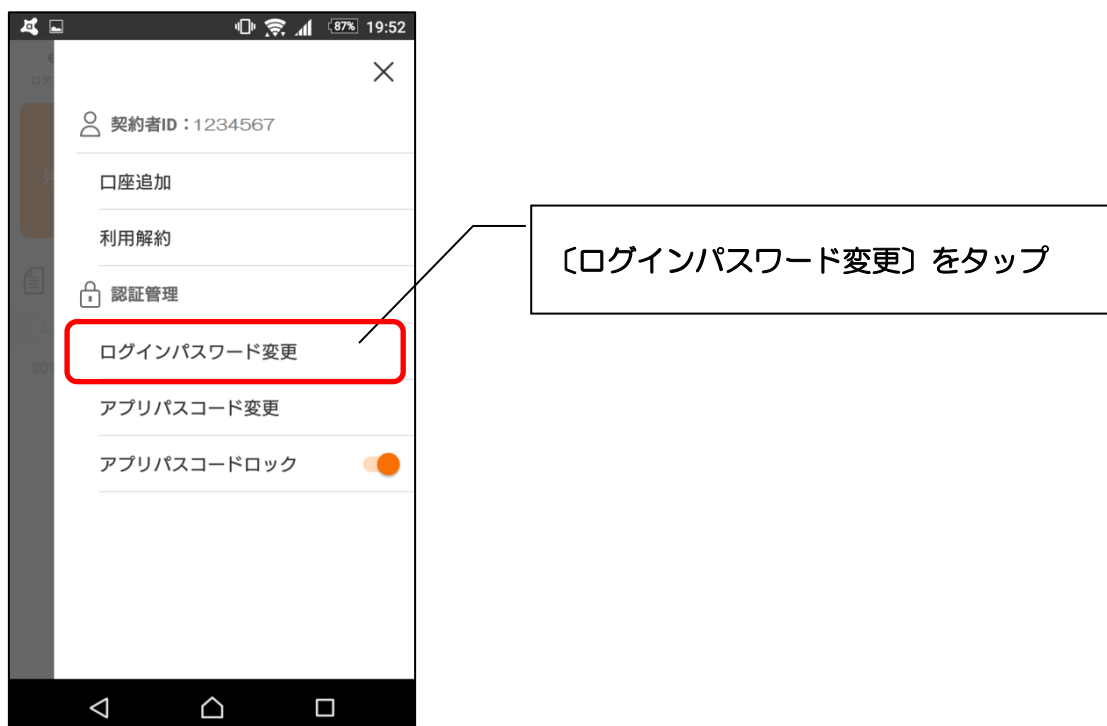 87% 19:52
契約者ID：1234567
口座追加
利用解約
認証管理
ログインパスワード変更
アプリパスコード変更
アプリパスコードロック
〔ログインパスワード変更〕をタップ